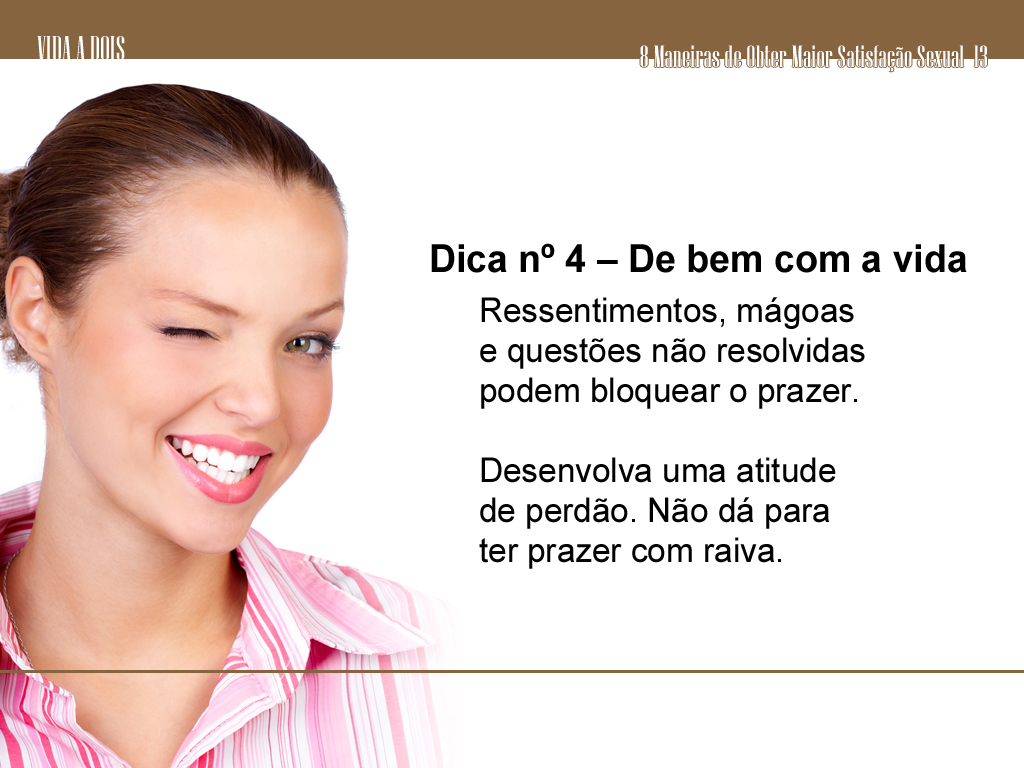 VIDA A DOIS
8 Maneiras de Obter Maior Satisfação Sexual 13
Dica nº 4 – De bem com a vida
Ressentimentos, mágoas
e questões não resolvidas
podem bloquear o prazer.
Desenvolva uma atitude
de perdão. Não dá para
ter prazer com raiva.